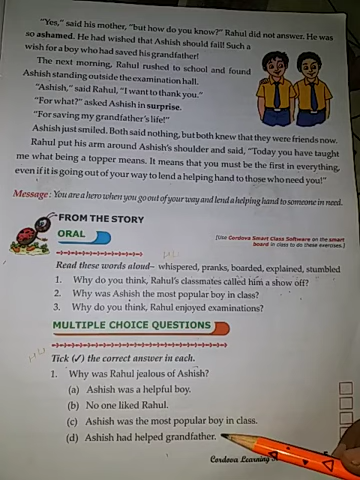 "Yes," said his mother, "but how do you know?" Rahul did not answer. He was
so ashamed. He had wished that Ashish should fail! Such a
wish for a boy who had saved his grandfather!
The next morning, Rahul rushed to school and found
Ashish standing outside the examination hall.
"Ashish," said Rahul, "I want to thank you."
"For what?" asked Ashish in surprise.
"For saving my grandfather's life!"
Ashish just smiled. Both said nothing, but both knew that they were friends now.
Rahul put his arm around Ashish's shoulder and said, "Today you have taught
me what being a topper means. It means that you must be the first in everything,
even if it is going out of your way to lend a helping hand to those who need you!"
Message: You are a hero when you go out of your way and lend a helping hand to someone in need.
FROM THE STORY
ORAL
[Use Cordova Smart Class Software on the smart
board in class to do these exercises.]
Read these words aloud– whispered, pranks, boarded, explained, stumbled
1. Why do you think, Rahul's classmates called him a show off?
2. Why was Ashish the most popular boy in class?
3. Why do you think, Rahul enjoyed examinations?
MULTIPLE CHOICE QUESTIONS
Tick (✓) the correct answer in each.
1. Why was Rahul jealous of Ashish?
(a) Ashish was a helpful boy.
(b) No one liked Rahul.
(c) Ashish was the most popular boy in class.
(d) Ashish had helped grandfather.
Cordova Learning